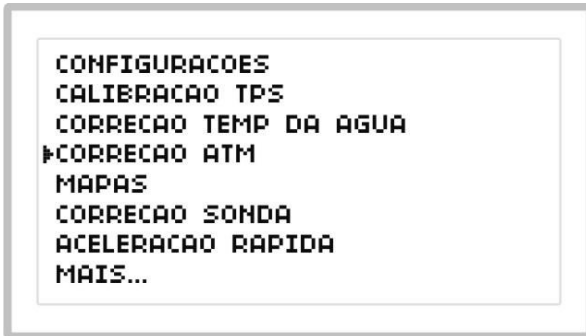 CONFIGURACOES
CALIBRACAO TPS
CORRECAO TEMP DA AGUA
CORRECAO ATM
MAPAS
CORRECAO SONDA
ACELERACAO RAPIDA
MAIS...